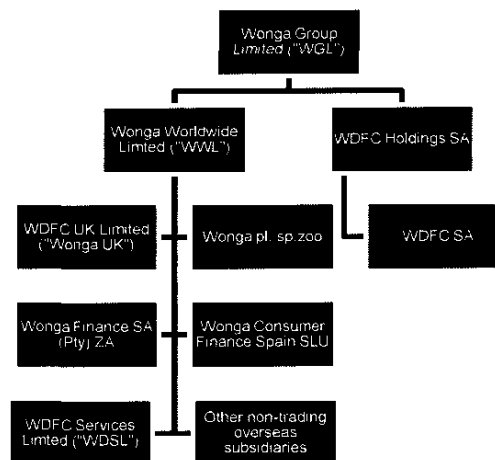 Wonga Group
Limited ("WGL")
Wonga Worldwide
Limted ("WWL")
WDFC Holdings SA
WDFC UK Limited
("Wonga UK")
Wonga pl. sp.zoo
WDFC SA
Wonga Finance SA
(Pty) ZA
Wonga Consumer
Finance Spain SLU
WDFC Services
Limted ("WDSL")
Other non-trading
overseas
subsidiaries